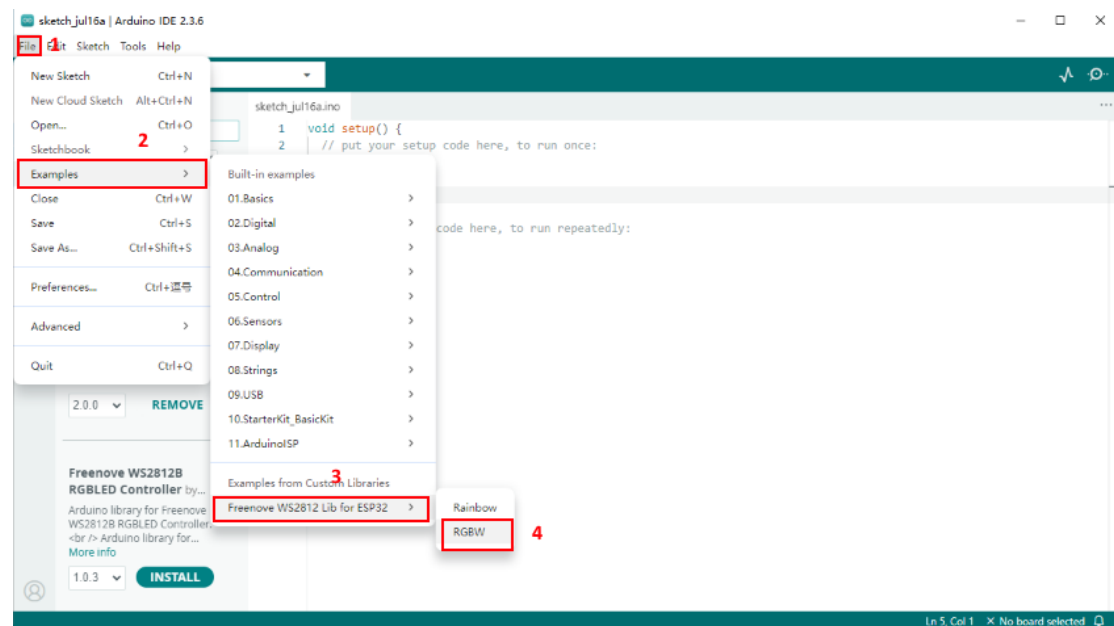 sketch_jul16a | Arduino IDE 2.3.6
File 1 Edit Sketch Tools Help
New Sketch Ctrl+N
New Cloud Sketch Alt+Ctrl+N
Open... Ctrl+O
2
Sketchbook
Examples
Close Ctrl+W
Save Ctrl+S
Save As... Ctrl+Shift+S
Preferences... Ctrl+逗号
Advanced
Quit Ctrl+Q
sketch_jul16a.ino
1 void setup() {
2 // put your setup code here, to run once:
code here, to run repeatedly:
Built-in examples
01.Basics
02.Digital
03.Analog
04.Communication
05.Control
06.Sensors
07.Display
08.Strings
09.USB
10.StarterKit_BasicKit
11.ArduinoISP
3
Examples from Custom Libraries
Freenove WS2812 Lib for ESP32
Rainbow
RGBW 4
2.0.0 REMOVE
Freenove WS2812B
RGBLED Controller by...
Arduino library for Freenove
WS2812B RGBLED Controller.
<br /> Arduino library for...
More info
1.0.3 INSTALL
Ln 5, Col 1 × No board selected